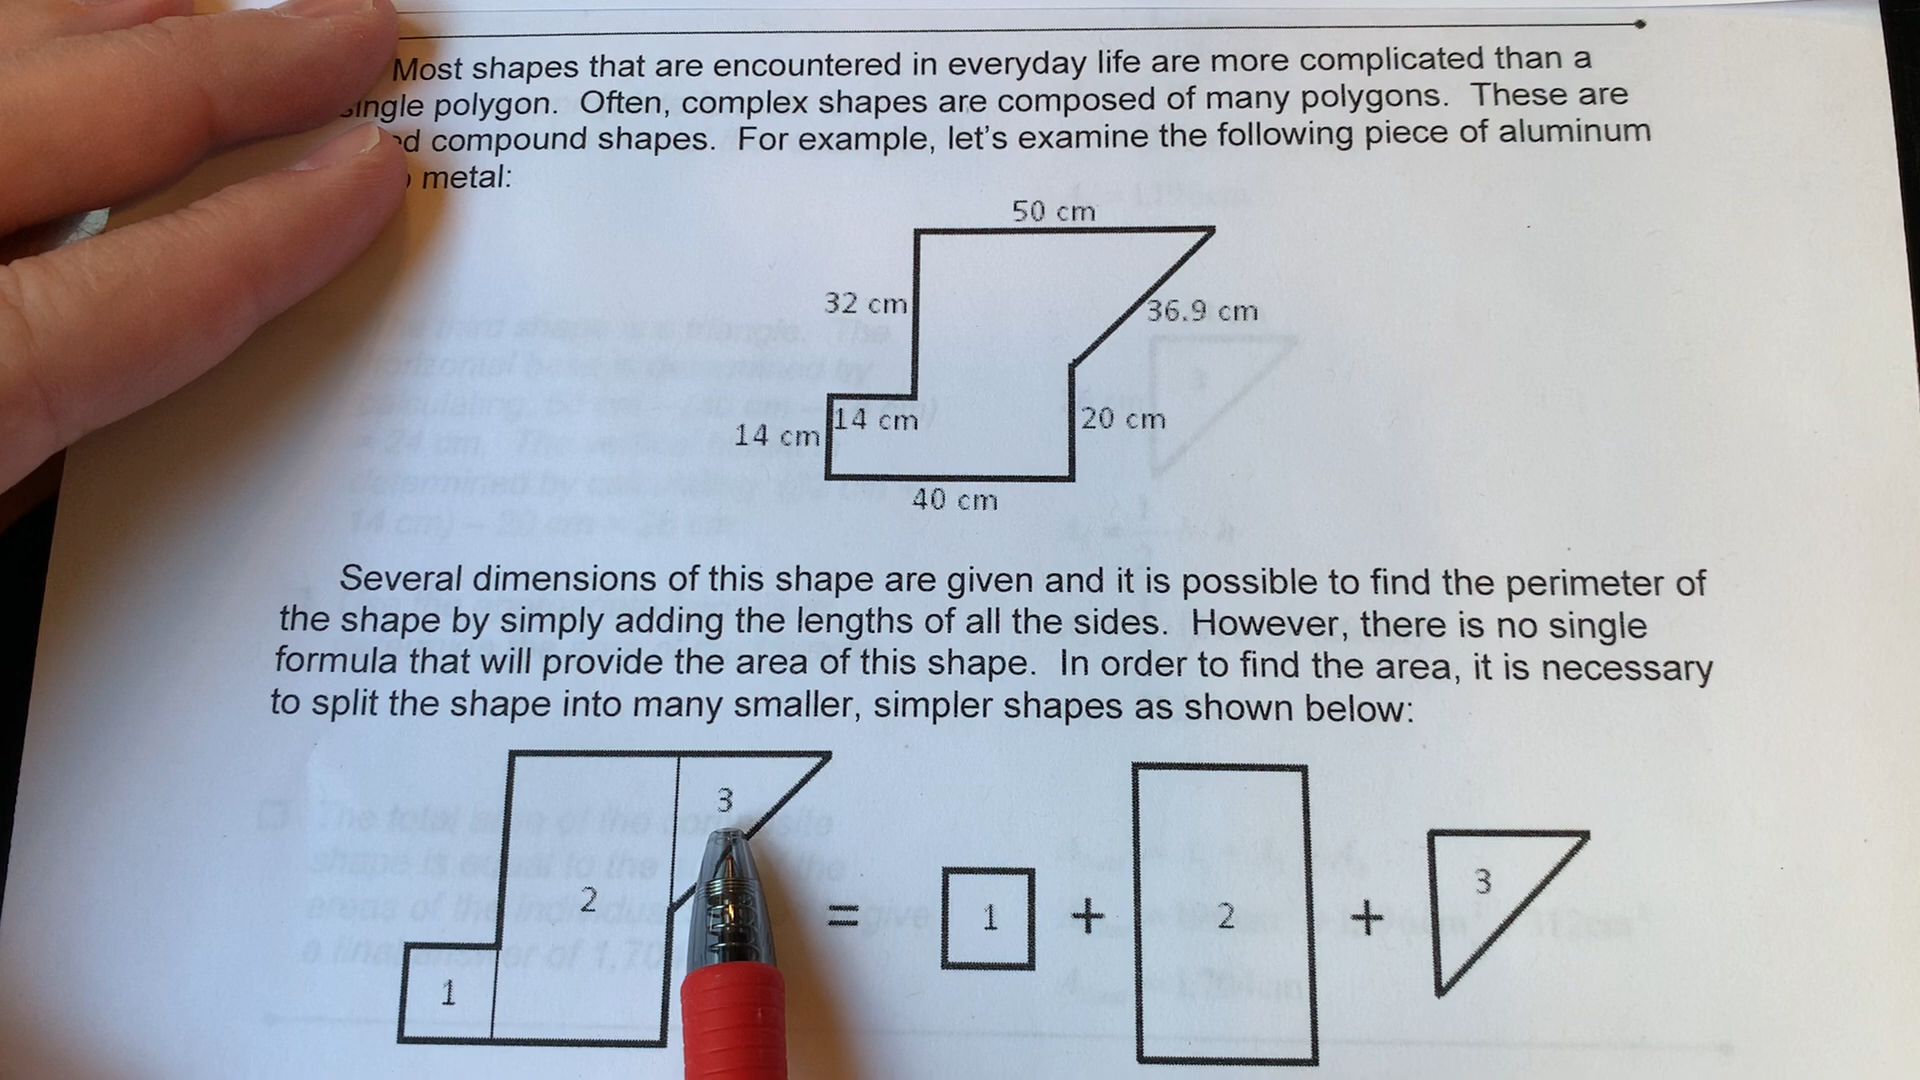 Most shapes that are encountered in everyday life are more complicated than a
single polygon. Often, complex shapes are composed of many polygons. These are
compound shapes. For example, let's examine the following piece of aluminum
metal:
50 cm
32 cm
36.9 cm
14 cm
14 cm
20 cm
40 cm
Several dimensions of this shape are given and it is possible to find the perimeter of
the shape by simply adding the lengths of all the sides. However, there is no single
formula that will provide the area of this shape. In order to find the area, it is necessary
to split the shape into many smaller, simpler shapes as shown below:
3
2
1
= 1 + 2 + 3